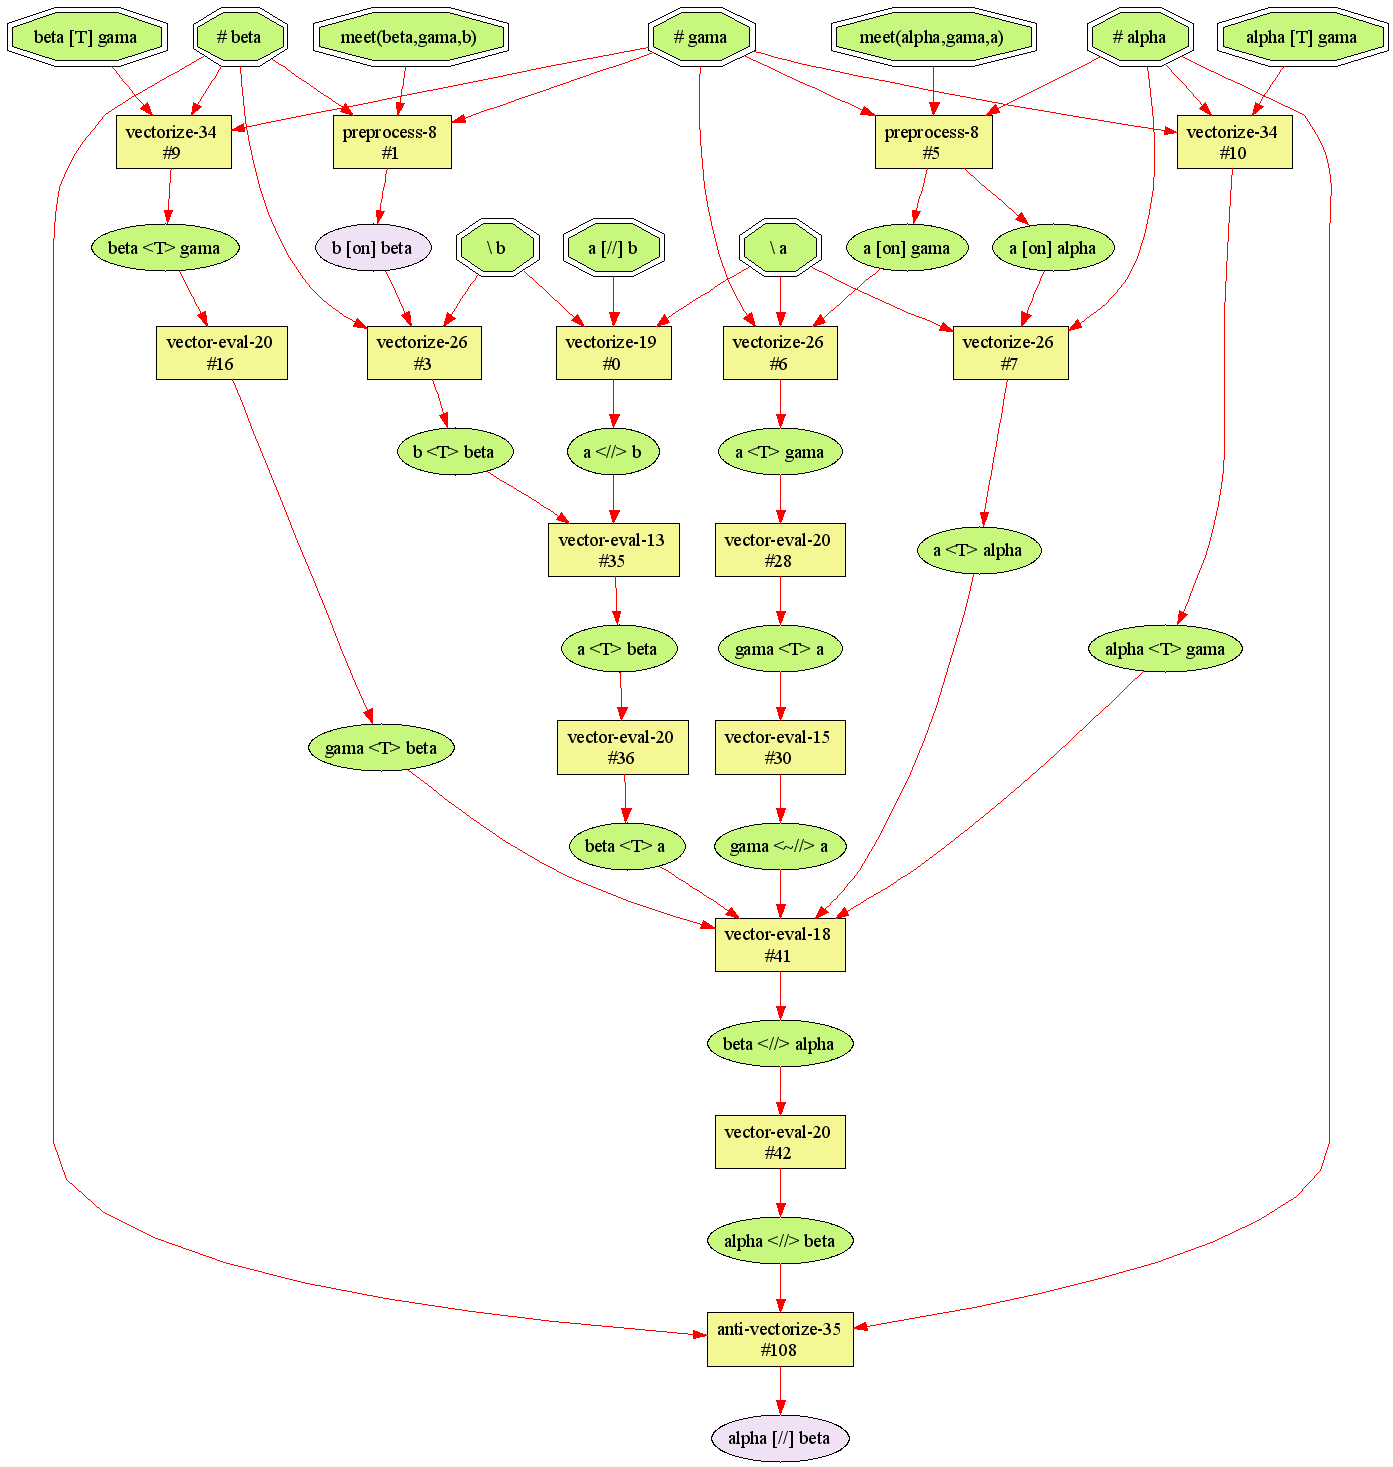 beta [T] gama
# beta
meet(beta,gama,b)
# gama
meet(alpha,gama,a)
# alpha
alpha [T] gama
vectorize-34
#9
preprocess-8
#1
preprocess-8
#5
vectorize-34
#10
beta <T> gama
b [on] beta
\ b
a [//] b
\ a
a [on] gama
a [on] alpha
vector-eval-20
#16
vectorize-26
#3
vectorize-19
#0
vectorize-26
#6
vectorize-26
#7
b <T> beta
a <//> b
a <T> gama
vector-eval-13
#35
vector-eval-20
#28
a <T> alpha
a <T> beta
gama <T> a
alpha <T> gama
gama <T> beta
vector-eval-20
#36
vector-eval-15
#30
beta <T> a
gama <~//> a
vector-eval-18
#41
beta <//> alpha
vector-eval-20
#42
alpha <//> beta
anti-vectorize-35
#108
alpha [//] beta